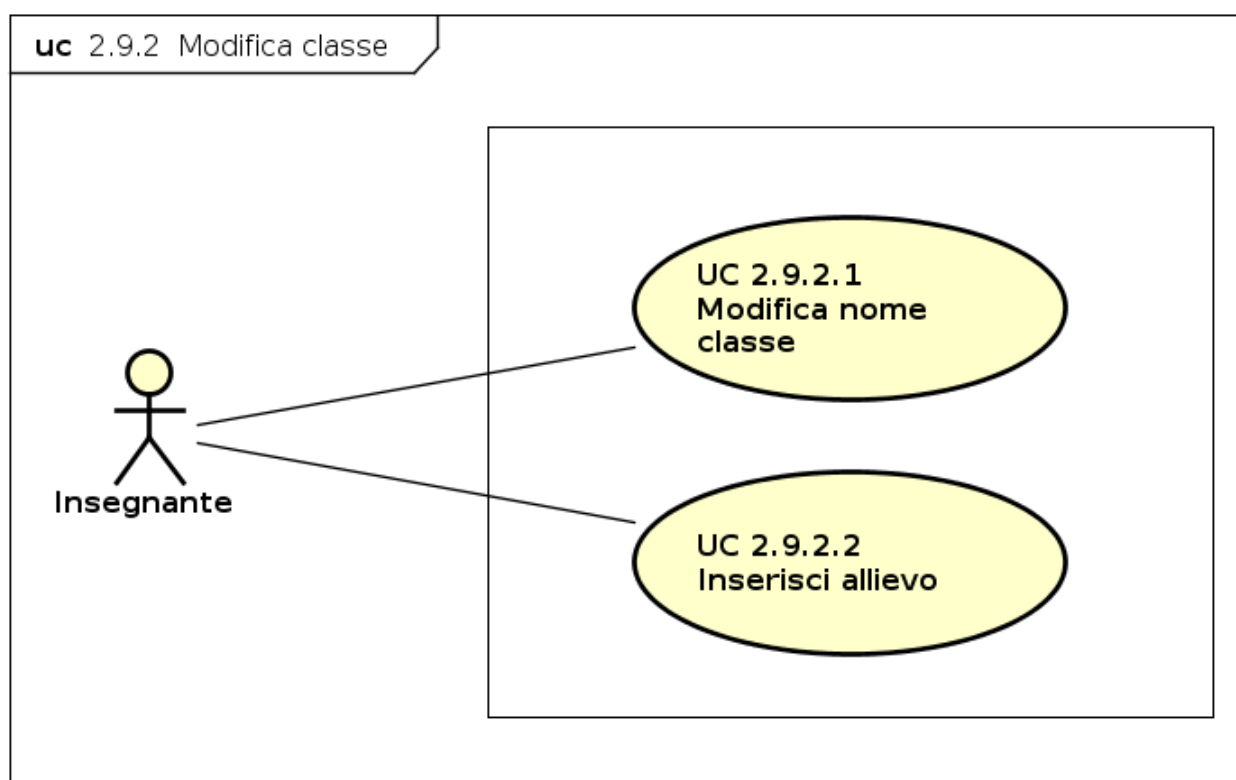 uc 2.9.2 Modifica classe
UC 2.9.2.1
Modifica nome
classe
Insegnante
UC 2.9.2.2
Inserisci allievo